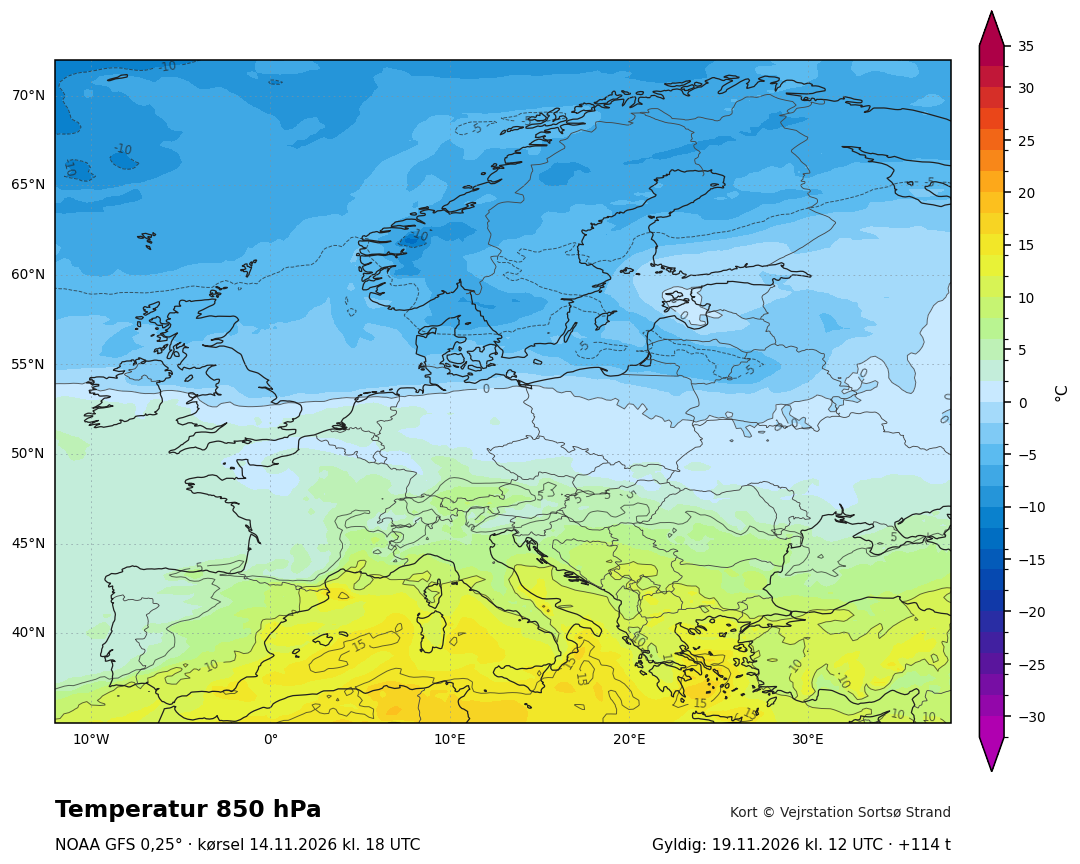 35
30
25
20
15
10
5
0
−5
−10
−15
−20
−25
−30
°C
70°N
65°N
60°N
55°N
50°N
45°N
40°N
10°W
0°
10°E
20°E
30°E
Temperatur 850 hPa
Kort © Vejrstation Sortsø Strand
NOAA GFS 0,25° · kørsel 14.11.2026 kl. 18 UTC
Gyldig: 19.11.2026 kl. 12 UTC · +114 t